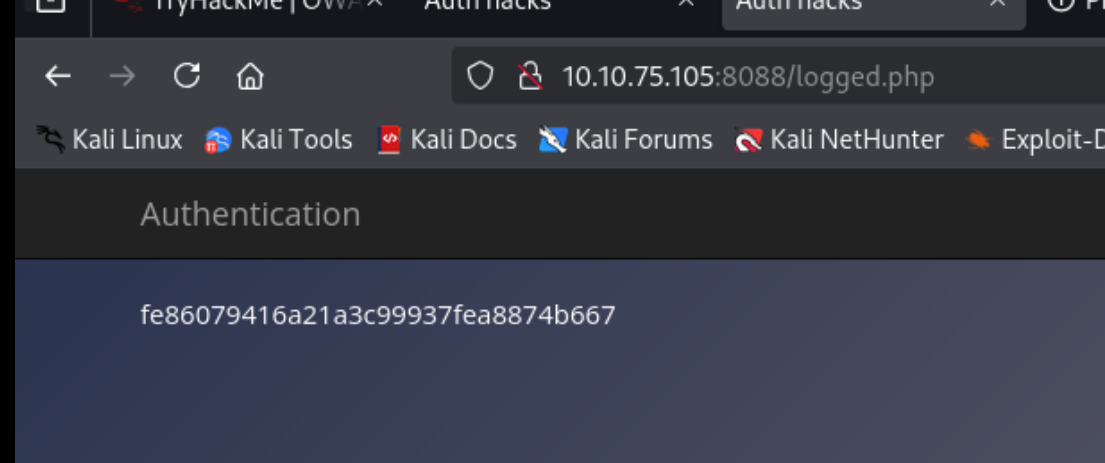 TryHackMe | OWA
Auth hacks
Auth hacks
10.10.75.105:8088/logged.php
Kali Linux Kali Tools Kali Docs Kali Forums Kali NetHunter Exploit-D
Authentication
fe86079416a21a3c99937fea8874b667